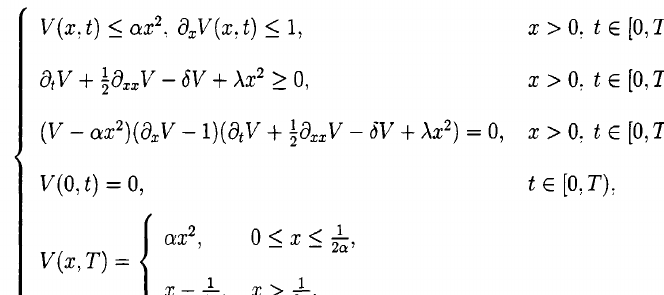 V(x,t) ≤ αx², ∂ₓV(x,t) ≤ 1, x > 0, t ∈ [0,T
∂ₜV + ½∂ₓₓV − δV + λx² ≥ 0, x > 0, t ∈ [0,T
(V − αx²)(∂ₓV − 1)(∂ₜV + ½∂ₓₓV − δV + λx²) = 0, x > 0, t ∈ [0,T
V(0,t) = 0, t ∈ [0,T),
V(x,T) = { αx², 0 ≤ x ≤ 1/2α,
x − 1 x > 1